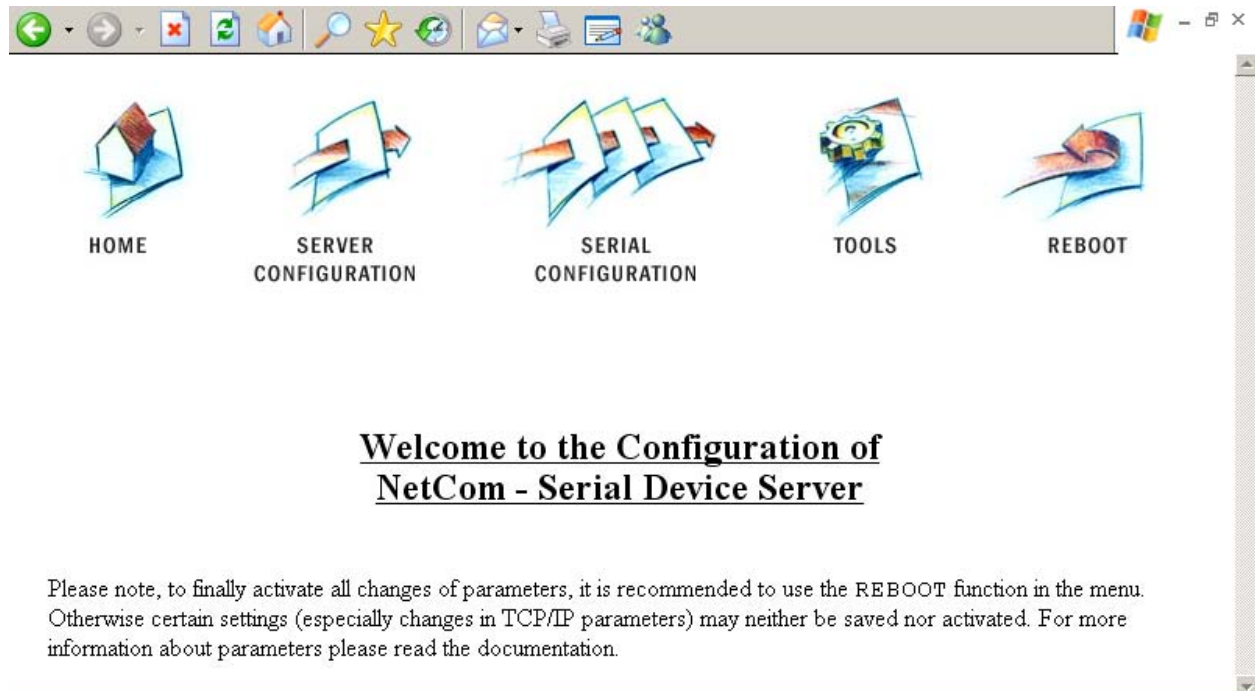 HOME
SERVER
CONFIGURATION
SERIAL
CONFIGURATION
TOOLS
REBOOT
Welcome to the Configuration of
NetCom - Serial Device Server
Please note, to finally activate all changes of parameters, it is recommended to use the REBOOT function in the menu.
Otherwise certain settings (especially changes in TCP/IP parameters) may neither be saved nor activated. For more
information about parameters please read the documentation.